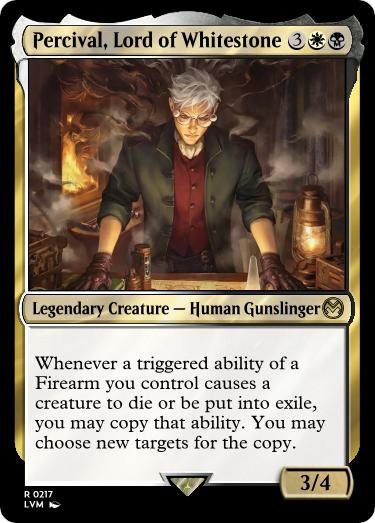 Percival, Lord of Whitestone 3
Legendary Creature — Human Gunslinger
Whenever a triggered ability of a
Firearm you control causes a
creature to die or be put into exile,
you may copy that ability. You may
choose new targets for the copy.
3/4
R 0217
LVM